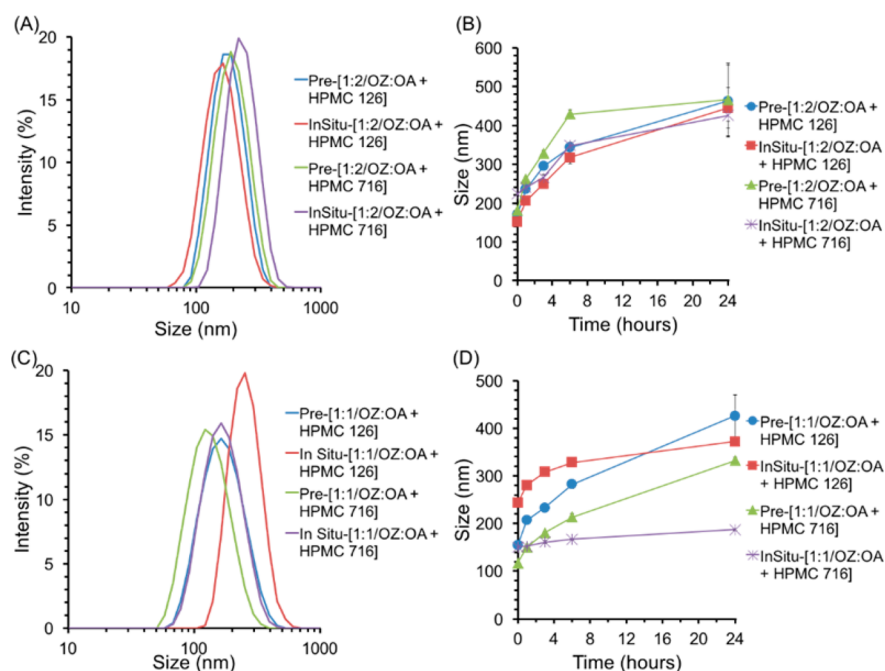 (A)
20
15
10
5
0
Intensity (%)
10
100
1000
Size (nm)
Pre-[1:2/OZ:OA +
HPMC 126]
InSitu-[1:2/OZ:OA +
HPMC 126]
Pre-[1:2/OZ:OA +
HPMC 716]
InSitu-[1:2/OZ:OA +
HPMC 716]
(B)
600
500
400
300
200
100
0
Size (nm)
0
4
8
12
16
20
24
Time (hours)
Pre-[1:2/OZ:OA +
HPMC 126]
InSitu-[1:2/OZ:OA
+ HPMC 126]
Pre-[1:2/OZ:OA +
HPMC 716]
InSitu-[1:2/OZ:OA
+ HPMC 716]
(C)
20
15
10
5
0
Intensity (%)
10
100
1000
Size (nm)
Pre-[1:1/OZ:OA +
HPMC 126]
In Situ-[1:1/OZ:OA +
HPMC 126]
Pre-[1:1/OZ:OA +
HPMC 716]
In Situ-[1:1/OZ:OA +
HPMC 716]
(D)
500
400
300
200
100
0
Size (nm)
0
4
8
12
16
20
24
Time (hours)
Pre-[1:1/OZ:OA +
HPMC 126]
InSitu-[1:1/OZ:OA
+ HPMC 126]
Pre-[1:1/OZ:OA +
HPMC 716]
InSitu-[1:1/OZ:OA
+ HPMC 716]